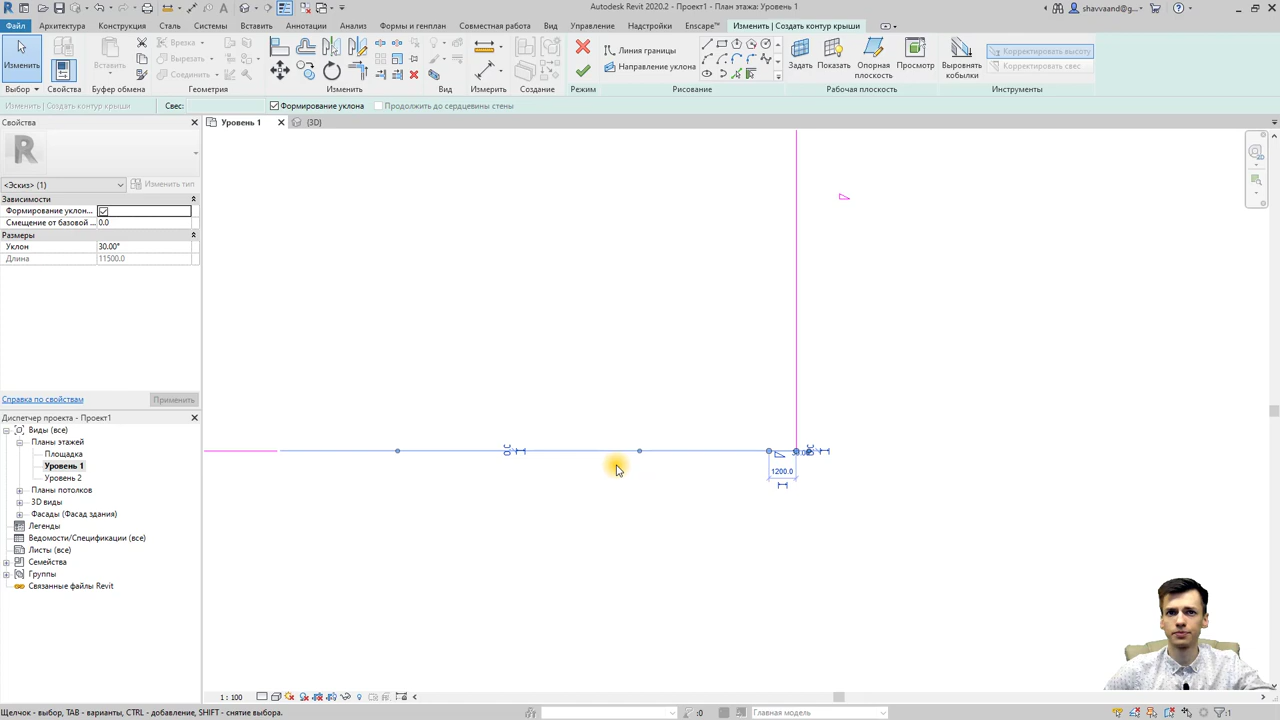 Autodesk Revit 2020.2 - Проект1 - План этажа: Уровень 1
shavvaand@g...
Файл Архитектура Конструкция Сталь Системы Вставить Аннотации Анализ Формы и генплан Совместная работа Вид Управление Надстройки Enscape™ Изменить | Создать контур крыши
Изменить
Вставить
Врезка
Вырезать
Соединить
Линия границы
Направление уклона
Задать
Показать
Опорная плоскость
Просмотр
Выровнять кобылки
Корректировать высоту
Корректировать свес
Выбор
Свойства
Буфер обмена
Геометрия
Изменить
Вид
Измерить
Создание
Режим
Рисование
Рабочая плоскость
Инструменты
Изменить | Создать контур крыши
Свес:
Формирование уклона
Продолжить до сердцевины стены
Свойства
Уровень 1
{3D}
R
<Эскиз> (1)
Изменить тип
Зависимости
Формирование уклон...
Смещение от базовой ... 0.0
Размеры
Уклон 30.00°
Длина 11500.0
Справка по свойствам
Применить
Диспетчер проекта - Проект1
Виды (все)
Планы этажей
Площадка
Уровень 1
Уровень 2
Планы потолков
3D виды
Фасады (Фасад здания)
Легенды
Ведомости/Спецификации (все)
Листы (все)
Семейства
Группы
Связанные файлы Revit
1200.0
1 : 100
Щелчок - выбор, TAB - варианты, CTRL - добавление, SHIFT - снятие выбора.
:0
Главная модель
:1